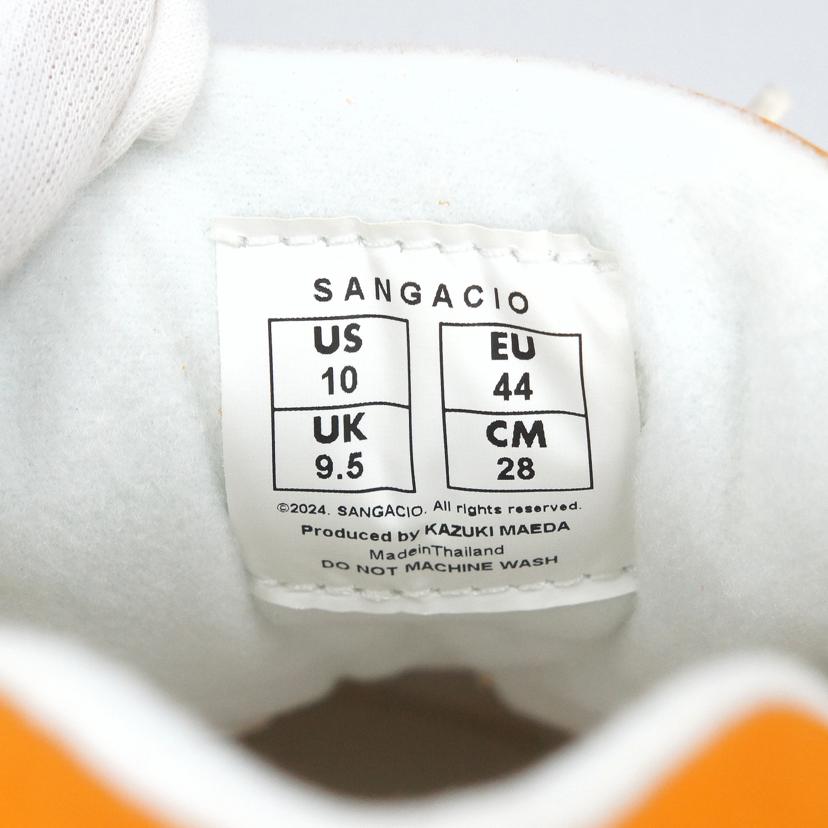 SANGACIO
US EU
10 44
UK CM
9.5 28
©2024. SANGACIO. All rights reserved.
Produced by KAZUKI MAEDA
MadeinThailand
DO NOT MACHINE WASH